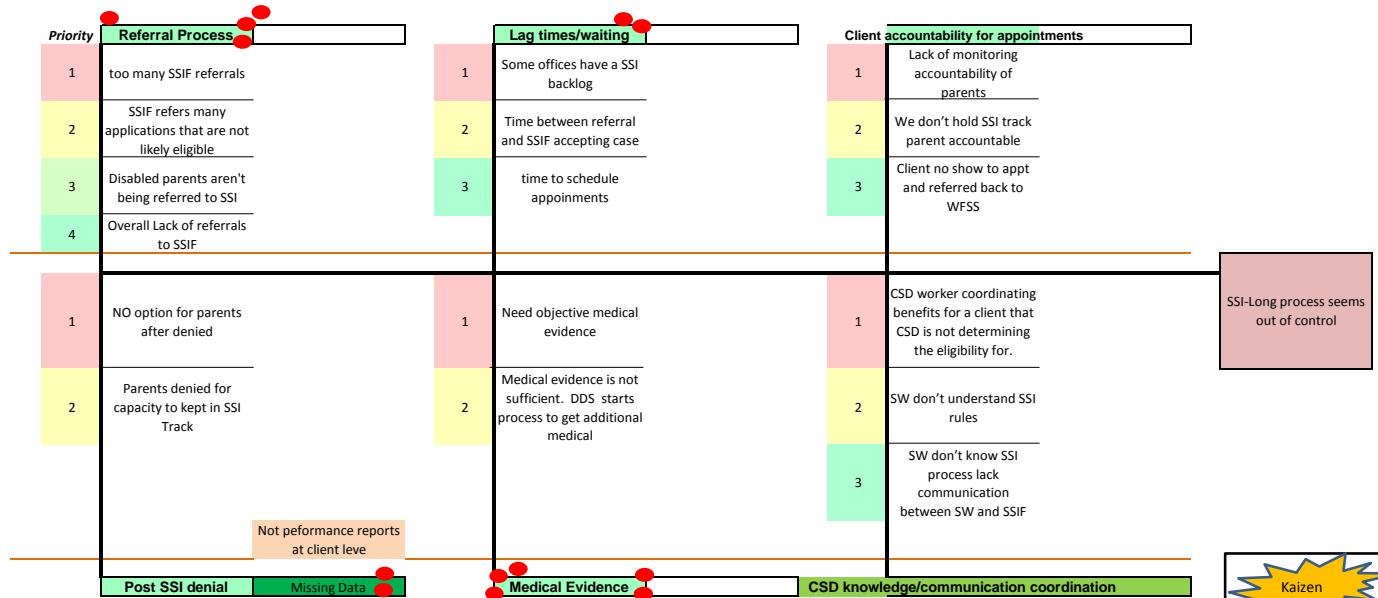 Priority
Referral Process
1
too many SSIF referrals
2
SSIF refers many
applications that are not
likely eligible
3
Disabled parents aren't
being referred to SSI
4
Overall Lack of referrals
to SSIF
Lag times/waiting
1
Some offices have a SSI
backlog
2
Time between referral
and SSIF accepting case
3
time to schedule
appoinments
Client accountability for appointments
1
Lack of monitoring
accountability of
parents
2
We don't hold SSI track
parent accountable
3
Client no show to appt
and referred back to
WFSS
SSI-Long process seems
out of control
1
NO option for parents
after denied
2
Parents denied for
capacity to kept in SSI
Track
Not peformance reports
at client leve
Post SSI denial
Missing Data
1
Need objective medical
evidence
2
Medical evidence is not
sufficient.  DDS  starts
process to get additional
medical
Medical Evidence
1
CSD worker coordinating
benefits for a client that
CSD is not determining
the eligibility for.
2
SW don't understand SSI
rules
3
SW don't know SSI
process lack
communication
between SW and SSIF
CSD knowledge/communication coordination
Kaizen